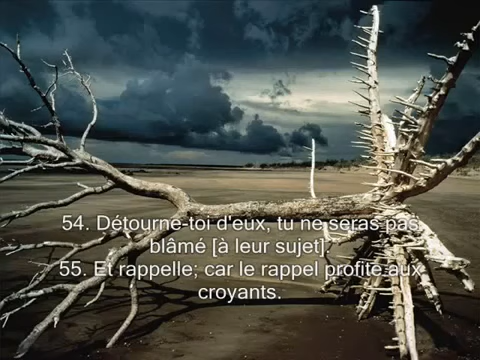 54. Détourne-toi d'eux, tu ne seras pas
blâmé [à leur sujet].
55. Et rappelle; car le rappel profite aux
croyants.